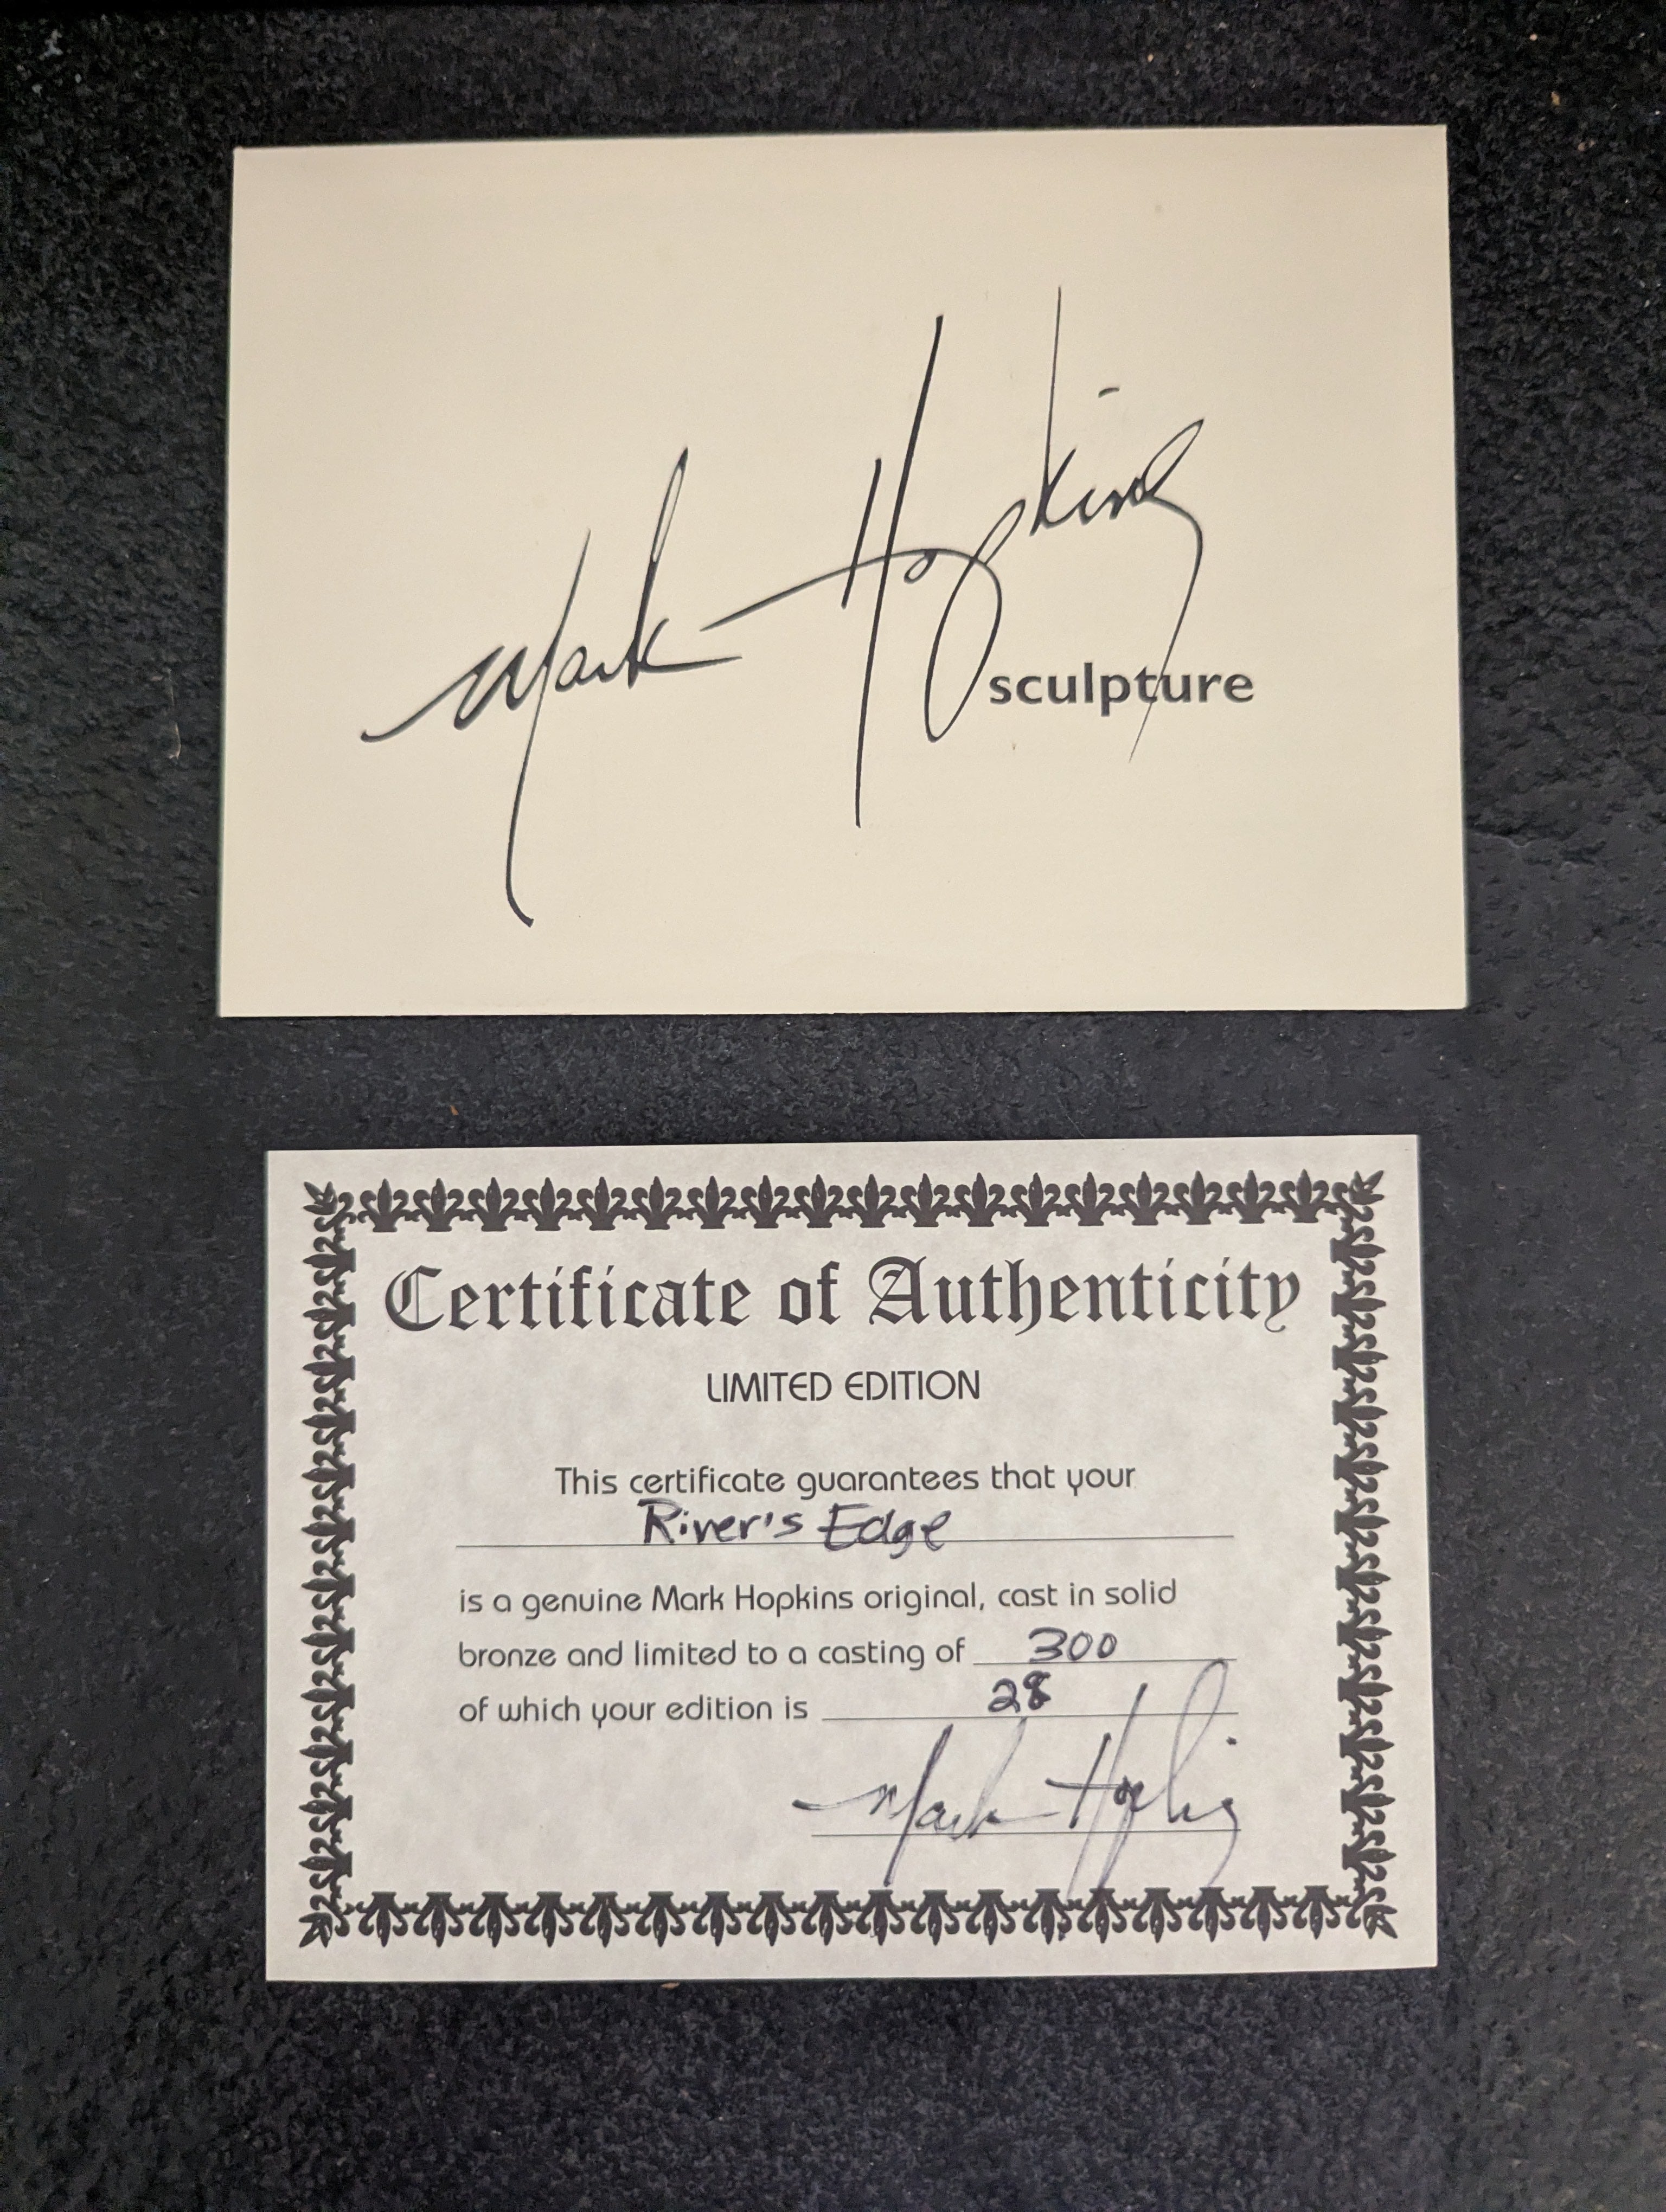 Mark Hopkins
sculpture
Certificate of Authenticity
LIMITED EDITION
This certificate guarantees that your
River's Edge
is a genuine Mark Hopkins original, cast in solid
bronze and limited to a casting of 300
of which your edition is 28
Mark Hopkins